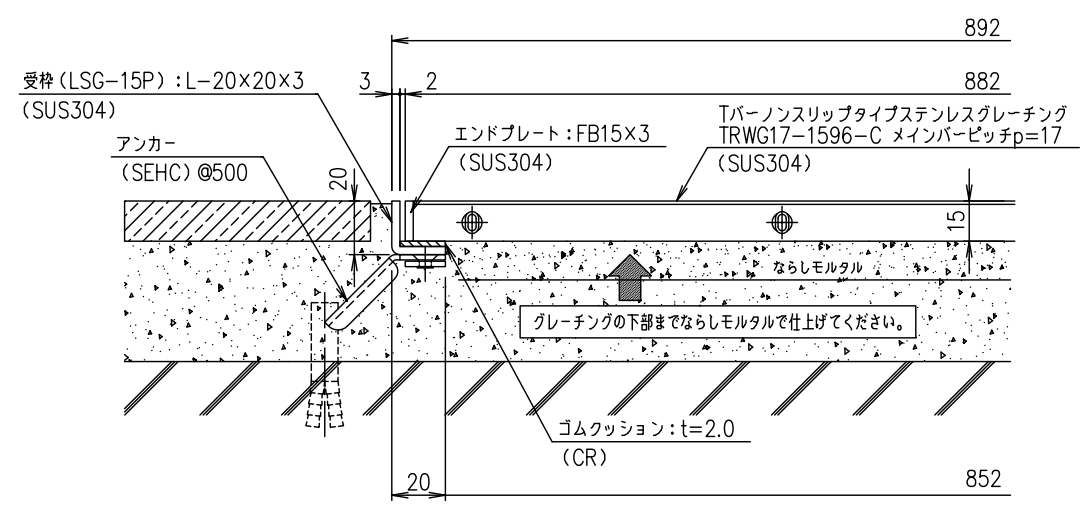 892
受枠(LSG-15P):L-20×20×3
(SUS304)
3
2
882
Tバーノンスリップタイプステンレスグレーチング
TRWG17-1596-C メインバーピッチp=17
(SUS304)
エンドプレート:FB15×3
(SUS304)
アンカー
(SEHC)@500
20
15
ならしモルタル
グレーチングの下部までならしモルタルで仕上げてください。
ゴムクッション:t=2.0
(CR)
20
852